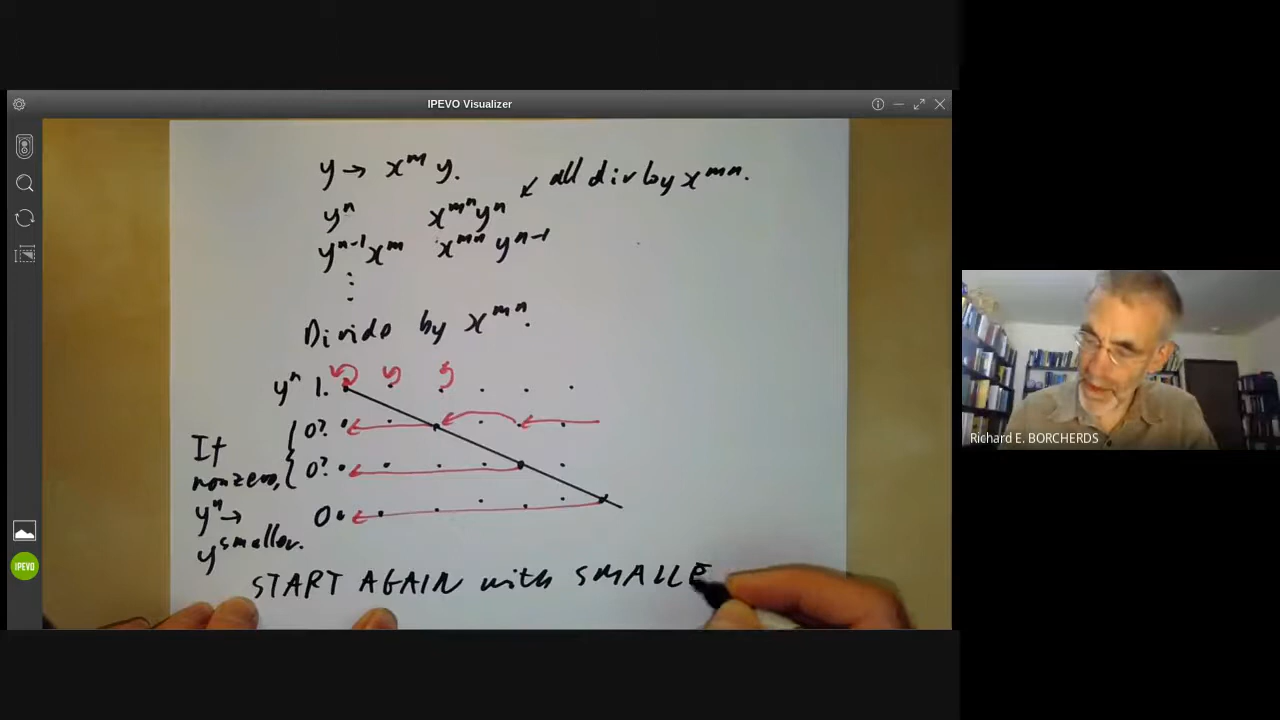 IPEVO Visualizer
y → x^m y.
all div by x^{mn}.
y^n x^{mn} y^n
y^{n-1} x^m x^{mn} y^{n-1}
⋮
Divide by x^{mn}.
y^n 1.
0?
0?
0
If
nonzero,
y^n →
y^{smaller}.
START AGAIN with SMALLE
IPEVO
Richard E. BORCHERDS